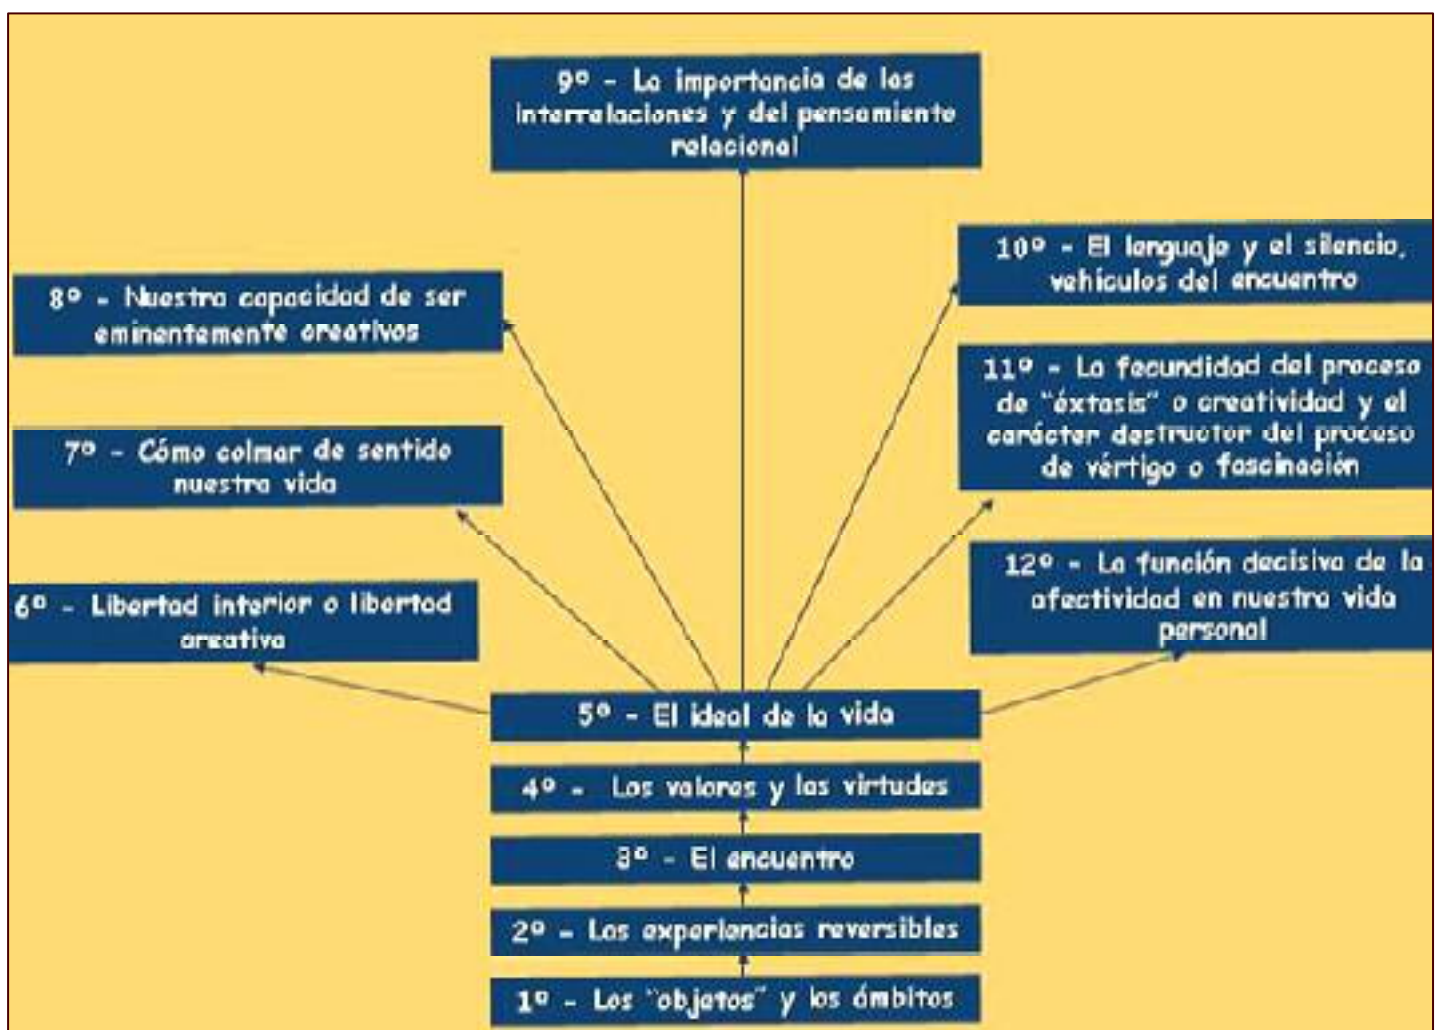 9º - La importancia de las
interrelaciones y del pensamiento
relacional
10º - El lenguaje y el silencio,
vehículos del encuentro
8º - Nuestra capacidad de ser
eminentemente creativos
11º - La fecundidad del proceso
de "éxtasis" o creatividad y el
carácter destructor del proceso
de vértigo o fascinación
7º - Cómo colmar de sentido
nuestra vida
12º - La función decisiva de la
afectividad en nuestra vida
personal
6º - Libertad interior o libertad
creativa
5º - El ideal de la vida
4º - Los valores y las virtudes
3º - El encuentro
2º - Las experiencias reversibles
1º - Los "objetos" y los ámbitos